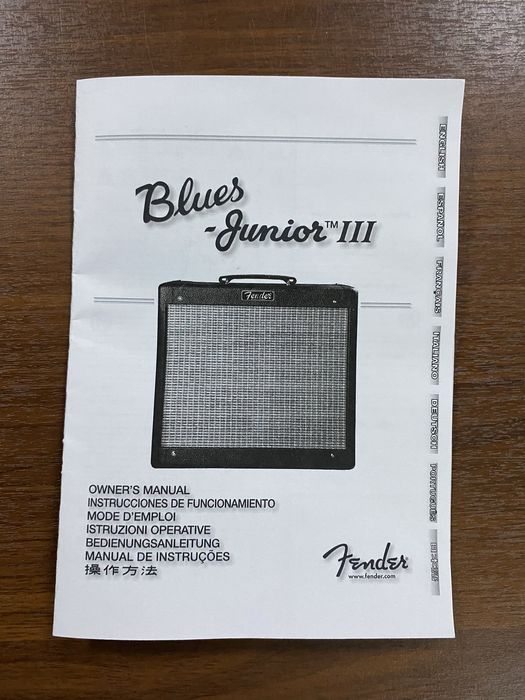 Blues
Junior™ III
Fender
OWNER'S MANUAL
INSTRUCCIONES DE FUNCIONAMIENTO
MODE D'EMPLOI
ISTRUZIONI OPERATIVE
BEDIENUNGSANLEITUNG
MANUAL DE INSTRUÇÕES
操作方法
Fender
www.fender.com
ENGLISH
ESPAÑOL
FRANÇAIS
ITALIANO
DEUTSCH
PORTUGUÊS